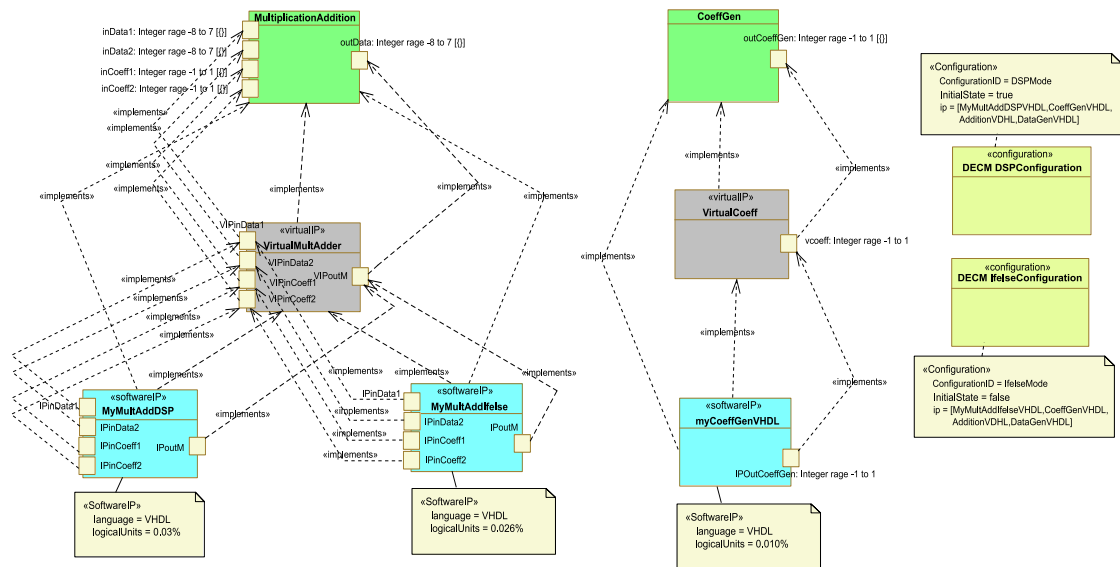 MultiplicationAddition
inData1: Integer rage -8 to 7 [{}]
inData2: Integer rage -8 to 7 [{}]
inCoeff1: Integer rage -1 to 1 [{}]
inCoeff2: Integer rage -1 to 1 [{}]
outData: Integer rage -8 to 7 [{}]
«implements»
«implements»
«implements»
«implements»
«implements»
«implements»
«implements»
«implements»
VIPinData1
«virtualIP»
VirtualMultAdder
VIPinData2
VIPinCoeff1
VIPinCoeff2
VIPoutM
«implements»
«implements»
«implements»
«implements»
«implements»
«implements»
«implements»
«implements»
«implements»
«implements»
«implements»
«implements»
«softwareIP»
MyMultAddDSP
IPinData1
IPinData2
IPinCoeff1
IPinCoeff2
IPoutM
«SoftwareIP»
language = VHDL
logicalUnits = 0.03%
«softwareIP»
MyMultAddIfelse
IPinData1
IPinData2
IPinCoeff1
IPinCoeff2
IPoutM
«SoftwareIP»
language = VHDL
logicalUnits = 0.026%
CoeffGen
outCoeffGen: Integer rage -1 to 1 [{}]
«implements»
«implements»
«implements»
«virtualIP»
VirtualCoeff
vcoeff: Integer rage -1 to 1
«implements»
«implements»
«softwareIP»
myCoeffGenVHDL
IPOutCoeffGen: Integer rage -1 to 1
«SoftwareIP»
language = VHDL
logicalUnits = 0.010%
«Configuration»
ConfigurationID = DSPMode
InitialState = true
ip = [MyMultAddDSPVHDL,CoeffGenVHDL,
AdditionVDHL,DataGenVHDL]
«configuration»
DECM DSPConfiguration
«configuration»
DECM IfelseConfiguration
«Configuration»
ConfigurationID = IfelseMode
InitialState = false
ip = [MyMultAddIfelseVHDL,CoeffGenVHDL,
AdditionVDHL,DataGenVHDL]